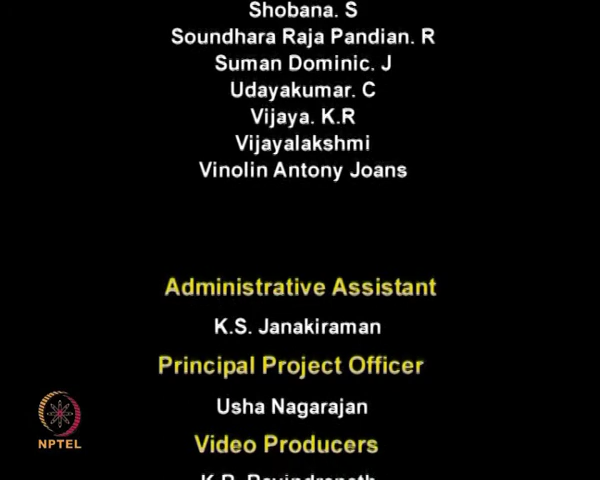 Shobana. S
Soundhara Raja Pandian. R
Suman Dominic. J
Udayakumar. C
Vijaya. K.R
Vijayalakshmi
Vinolin Antony Joans
Administrative Assistant
K.S. Janakiraman
Principal Project Officer
Usha Nagarajan
Video Producers
K.R. Ravindranath
NPTEL